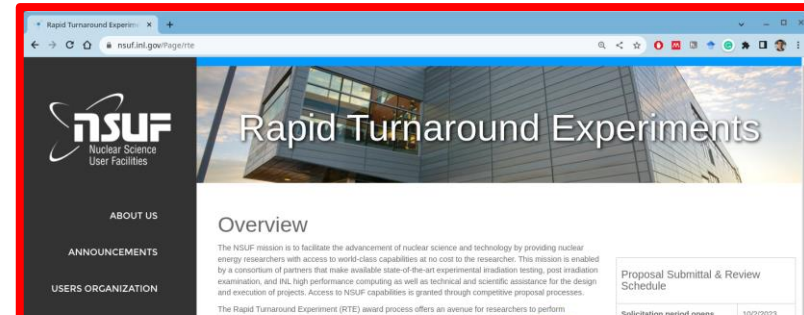 Rapid Turnaround Experim
nsuf.inl.gov/Page/rte
nsuf
Nuclear Science
User Facilities
Rapid Turnaround Experiments
ABOUT US
ANNOUNCEMENTS
USERS ORGANIZATION
Overview
The NSUF mission is to facilitate the advancement of nuclear science and technology by providing nuclear
energy researchers with access to world-class capabilities at no cost to the researcher. This mission is enabled
by a consortium of partners that make available state-of-the-art experimental irradiation testing, post irradiation
examination, and INL high performance computing as well as technical and scientific assistance for the design
and execution of projects. Access to NSUF capabilities is granted through competitive proposal processes.
The Rapid Turnaround Experiment (RTE) award process offers an avenue for researchers to perform
Proposal Submittal & Review
Schedule
Solicitation period opens 10/2/2023